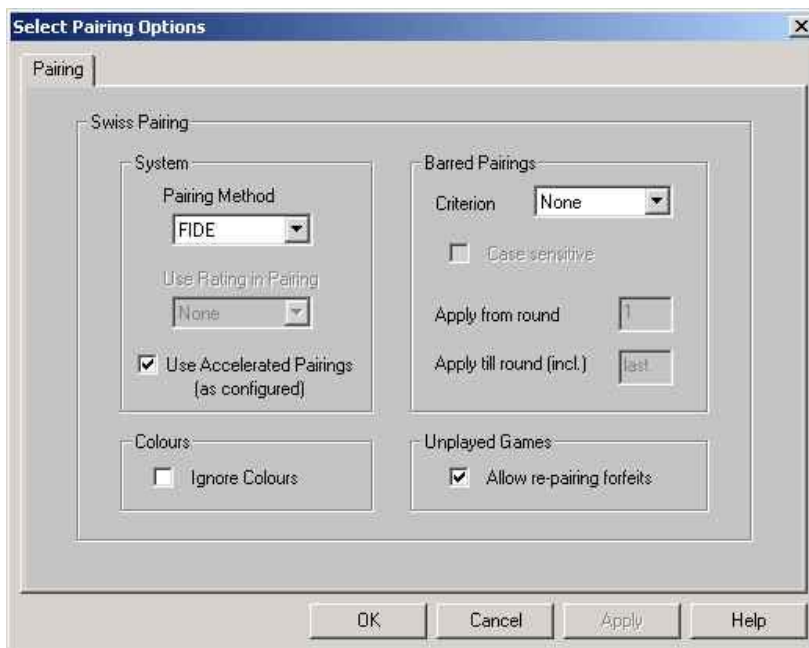 Select Pairing Options
Pairing
Swiss Pairing
System
Pairing Method
FIDE
Use Rating in Pairing
None
Use Accelerated Pairings
(as configured)
Barred Pairings
Criterion None
Case sensitive
Apply from round 1
Apply till round (incl.) last
Colours
Ignore Colours
Unplayed Games
Allow re-pairing forfeits
OK Cancel Apply Help